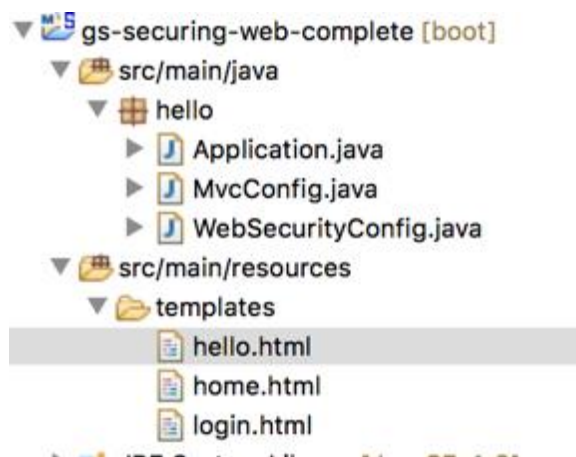 gs-securing-web-complete [boot]
src/main/java
hello
Application.java
MvcConfig.java
WebSecurityConfig.java
src/main/resources
templates
hello.html
home.html
login.html